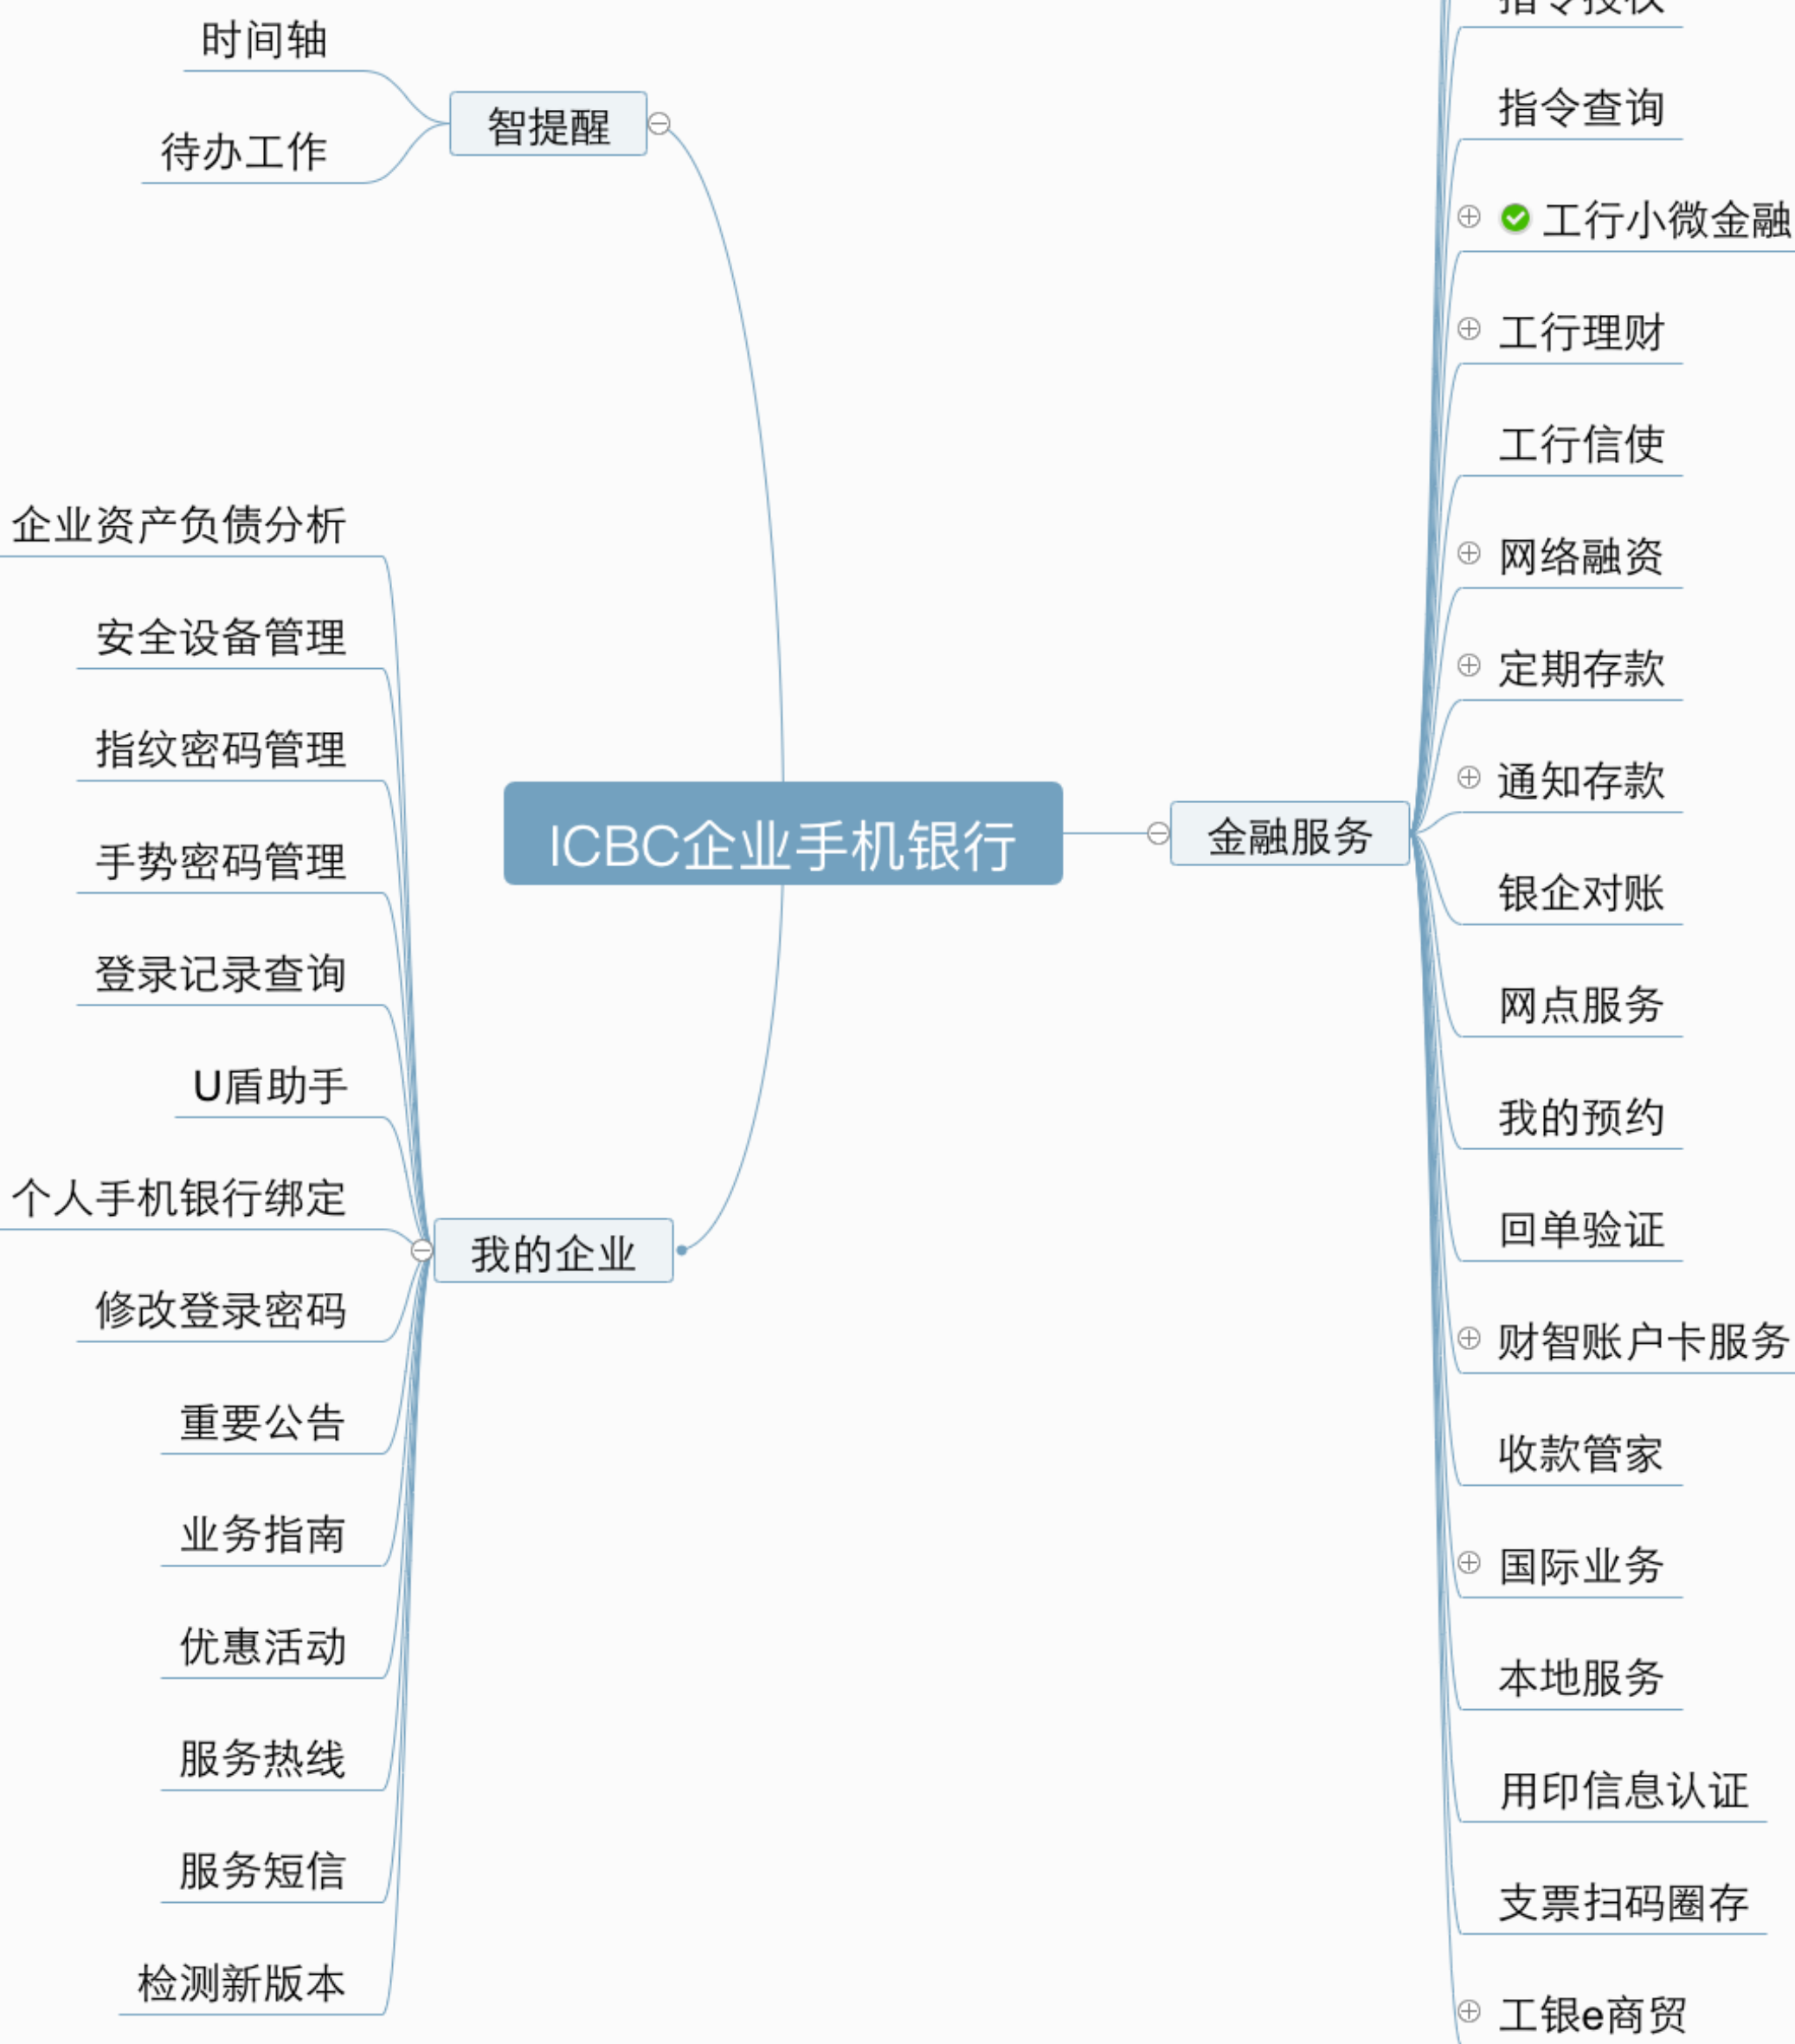 时间轴
待办工作
智提醒
企业资产负债分析
安全设备管理
指纹密码管理
手势密码管理
登录记录查询
U盾助手
个人手机银行绑定
修改登录密码
重要公告
业务指南
优惠活动
服务热线
服务短信
检测新版本
我的企业
ICBC企业手机银行
金融服务
指令授权
指令查询
工行小微金融
工行理财
工行信使
网络融资
定期存款
通知存款
银企对账
网点服务
我的预约
回单验证
财智账户卡服务
收款管家
国际业务
本地服务
用印信息认证
支票扫码圈存
工银e商贸